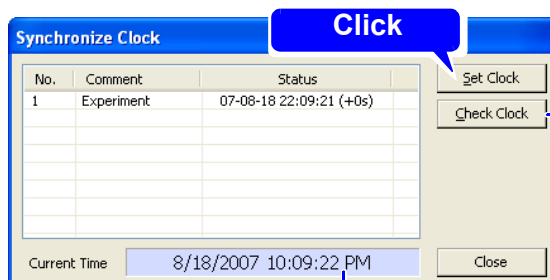 Click
Synchronize Clock
No. Comment Status
1 Experiment 07-08-18 22:09:21 (+0s)
Set Clock
Check Clock
Current Time 8/18/2007 10:09:22 PM
Close